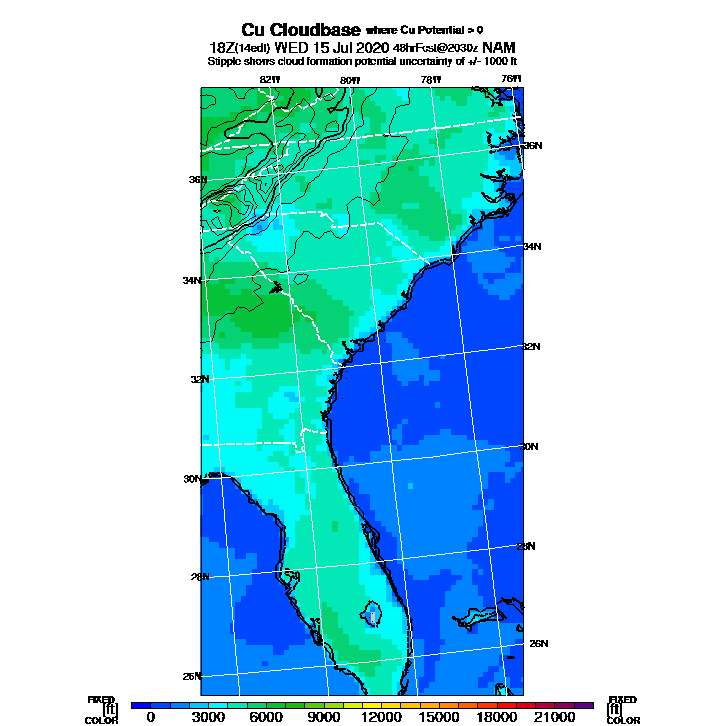 Cu Cloudbase where Cu Potential > 0
18Z(14edt) WED 15 Jul 2020 48hrFcst@2030z NAM
Stipple shows cloud formation potential uncertainty of +/- 1000 ft
82W 80W 78W 76W
36N
36N
34N
34N
32N
32N
30N
30N
28N
28N
26N
26N
FIXED
[ft]
COLOR
0 3000 6000 9000 12000 15000 18000 21000
FIXED
[ft]
COLOR